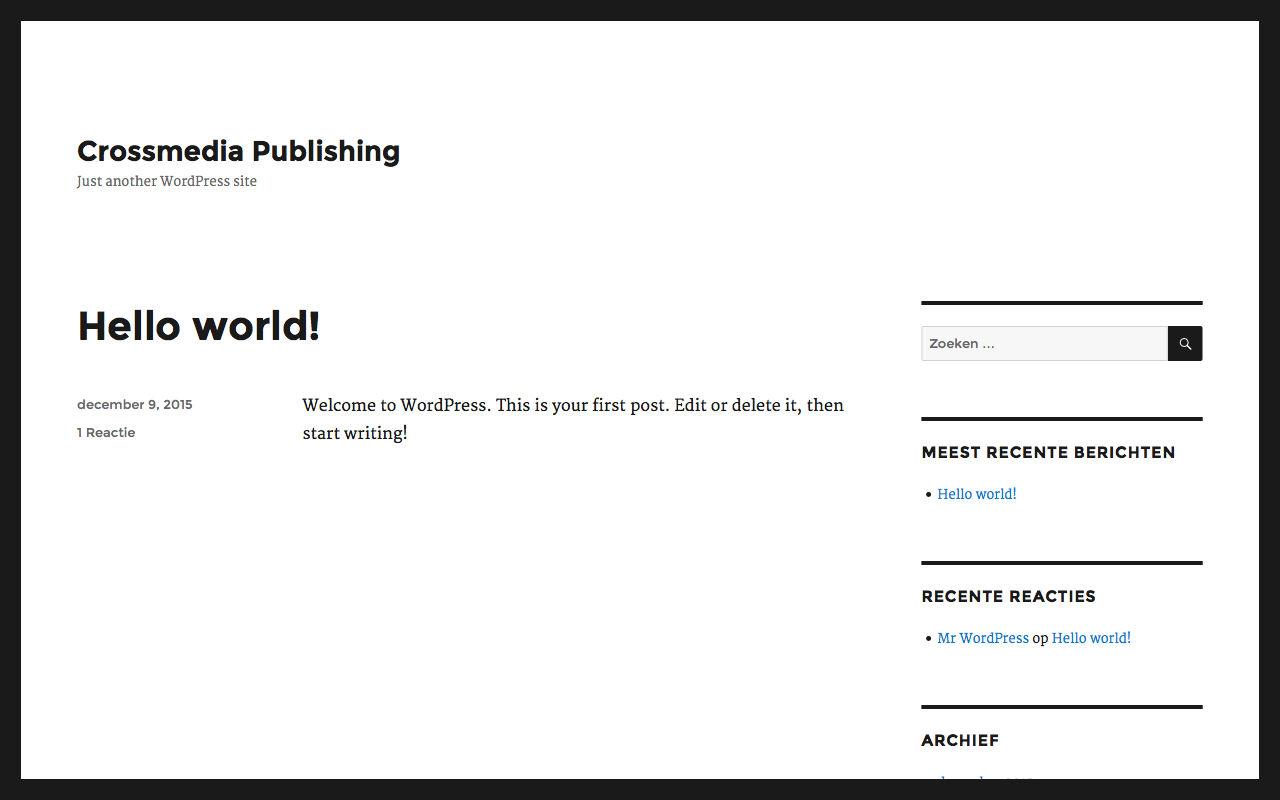 Crossmedia Publishing
Just another WordPress site
Hello world!
december 9, 2015
1 Reactie
Welcome to WordPress. This is your first post. Edit or delete it, then
start writing!
Zoeken …
MEEST RECENTE BERICHTEN
Hello world!
RECENTE REACTIES
Mr WordPress op Hello world!
ARCHIEF